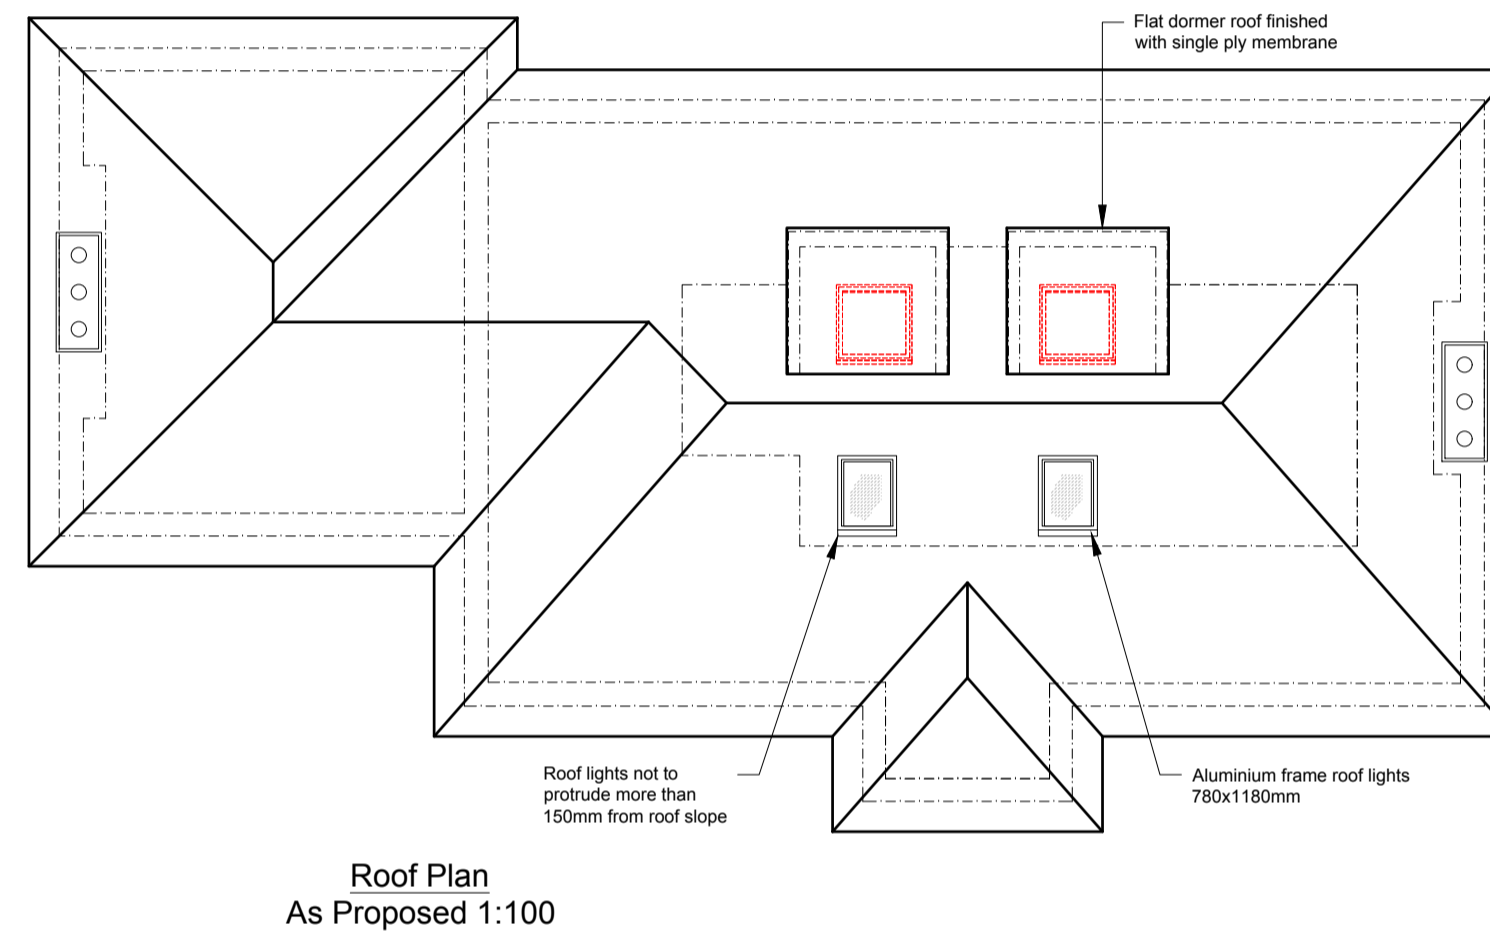 Flat dormer roof finished
with single ply membrane
Roof lights not to
protrude more than
150mm from roof slope
Aluminium frame roof lights
780x1180mm
Roof Plan
As Proposed 1:100